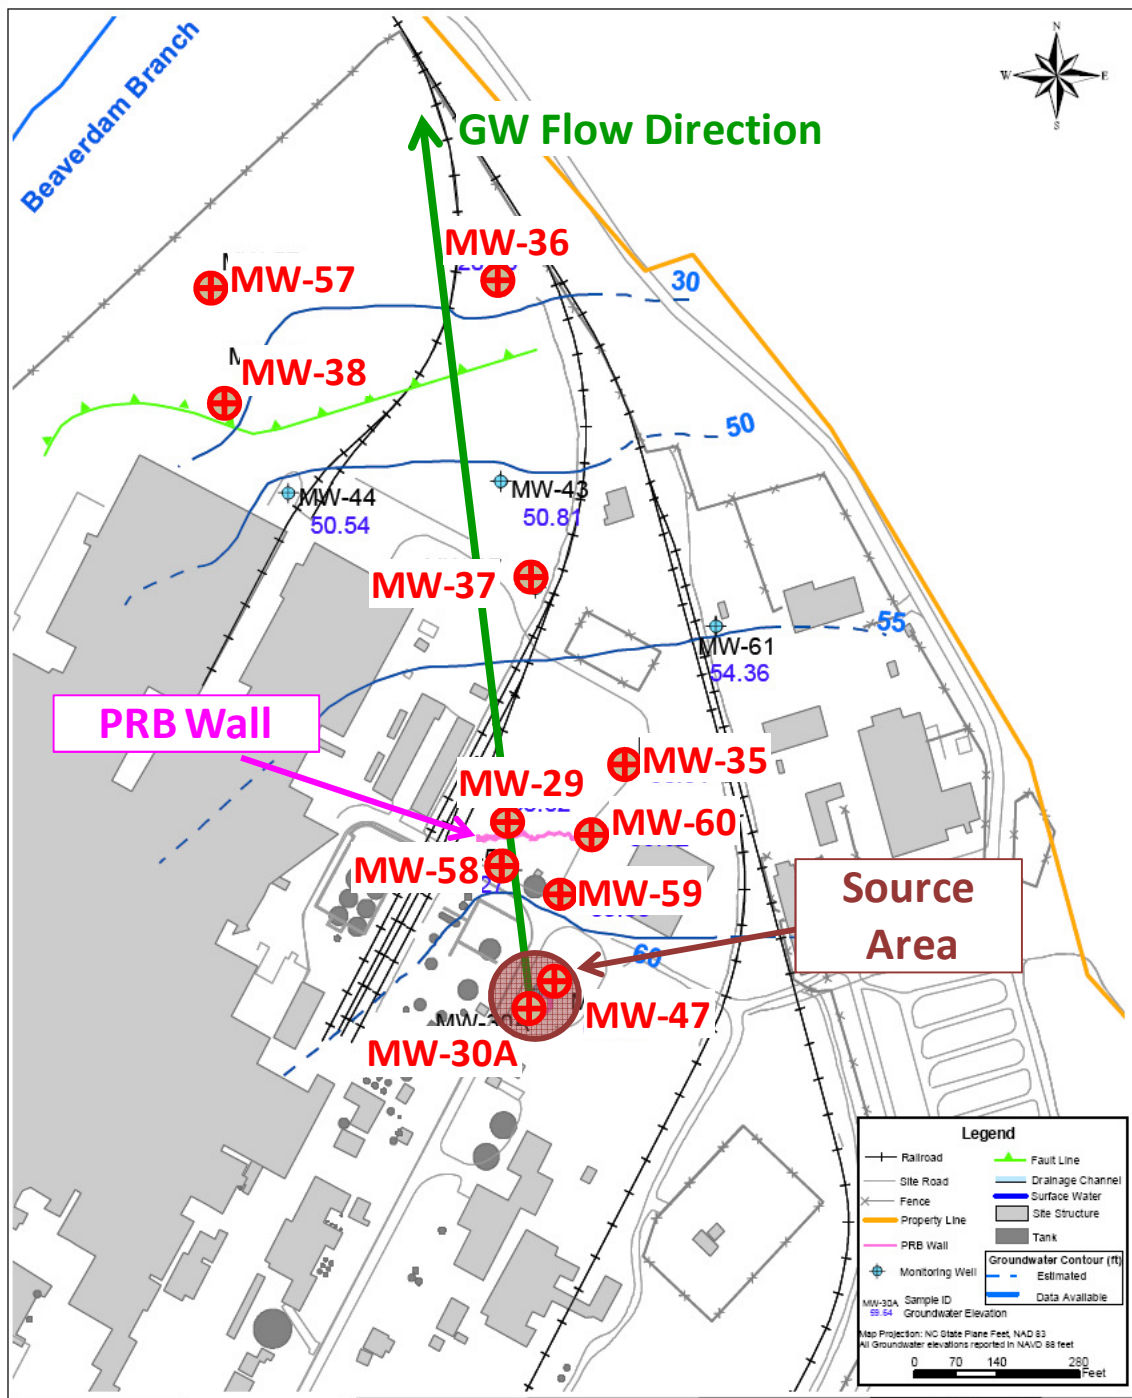 Beaverdam Branch
N
W
E
S
GW Flow Direction
MW-36
MW-57
30
MW-38
50
MW-44
50.54
MW-43
50.81
MW-37
55
MW-61
54.36
PRB Wall
MW-35
MW-29
MW-60
MW-58
MW-59
Source
Area
60
MW-47
MW-30A
Legend
Railroad
Site Road
Fence
Property Line
PRB Wall
Monitoring Well
MW-30A Sample ID
59.64 Groundwater Elevation
Fault Line
Drainage Channel
Surface Water
Site Structure
Tank
Groundwater Contour (ft)
Estimated
Data Available
Map Projection: NC State Plane Feet, NAD 83
All Groundwater elevations reported in NAVD 88 feet
0 70 140 280
Feet